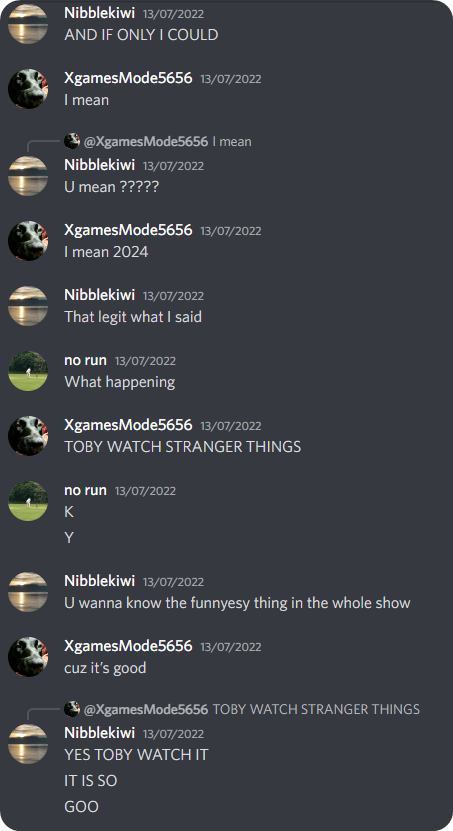 Nibblekiwi 13/07/2022
AND IF ONLY I COULD
XgamesMode5656 13/07/2022
I mean
@XgamesMode5656 I mean
Nibblekiwi 13/07/2022
U mean ?????
XgamesMode5656 13/07/2022
I mean 2024
Nibblekiwi 13/07/2022
That legit what I said
no run 13/07/2022
What happening
XgamesMode5656 13/07/2022
TOBY WATCH STRANGER THINGS
no run 13/07/2022
K
Y
Nibblekiwi 13/07/2022
U wanna know the funnyesy thing in the whole show
XgamesMode5656 13/07/2022
cuz it’s good
@XgamesMode5656 TOBY WATCH STRANGER THINGS
Nibblekiwi 13/07/2022
YES TOBY WATCH IT
IT IS SO
GOO